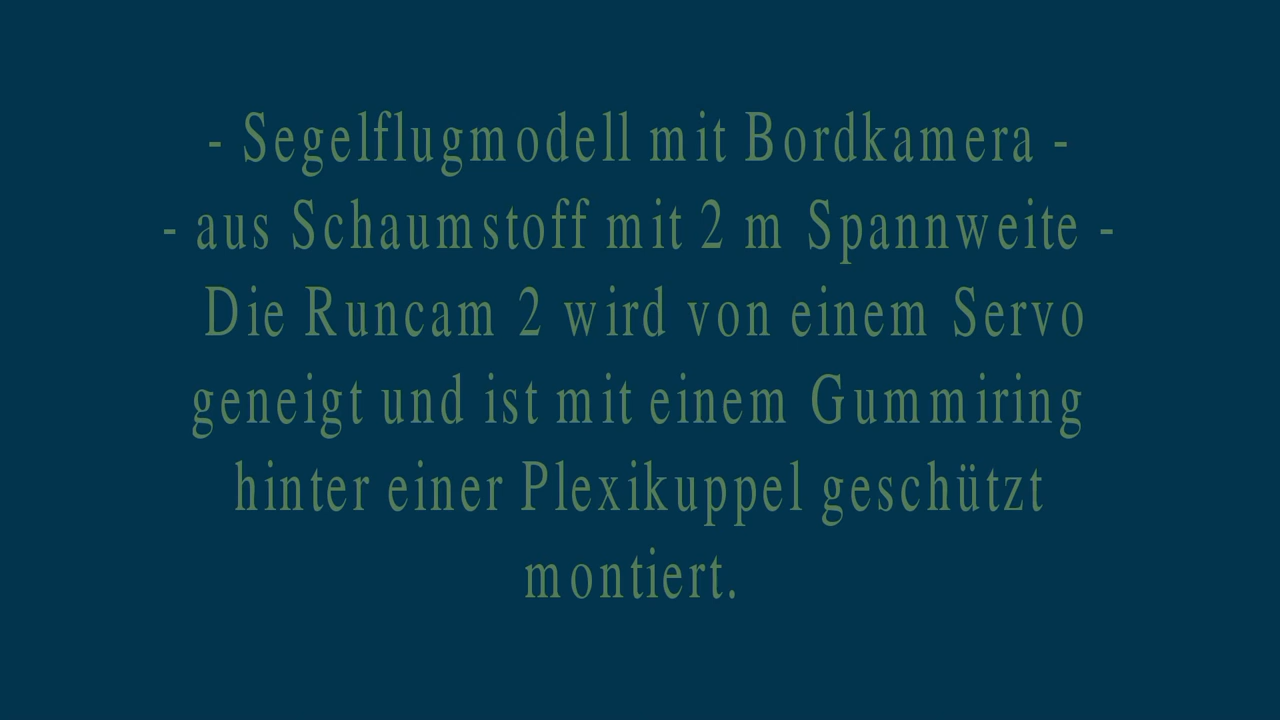 - Segelflugmodell mit Bordkamera -
- aus Schaumstoff mit 2 m Spannweite -
Die Runcam 2 wird von einem Servo
geneigt und ist mit einem Gummiring
hinter einer Plexikuppel geschützt
montiert.